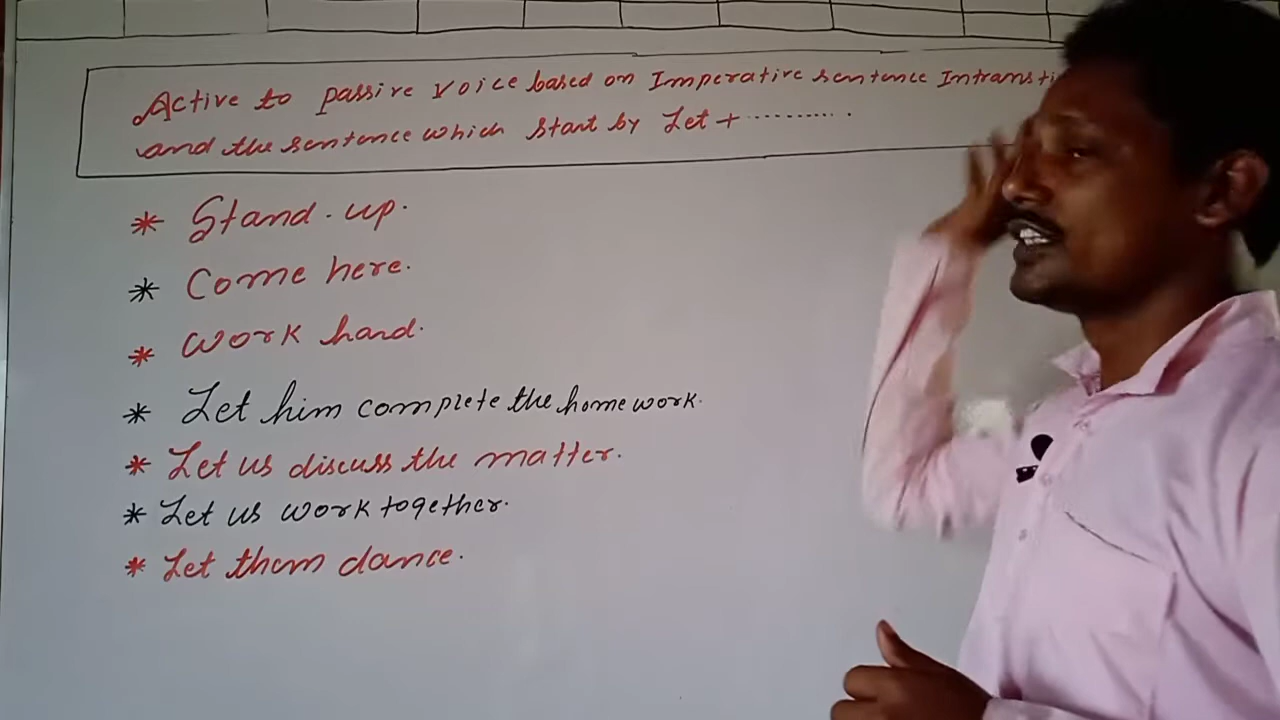 Active to passive voice based on Imperative sentence
and the sentence which start by Let + ........... .
* Stand. up.
* Come here.
* Work hard.
* Let him complete the homework.
* Let us discuss the matter.
* Let us work together.
* Let them dance.